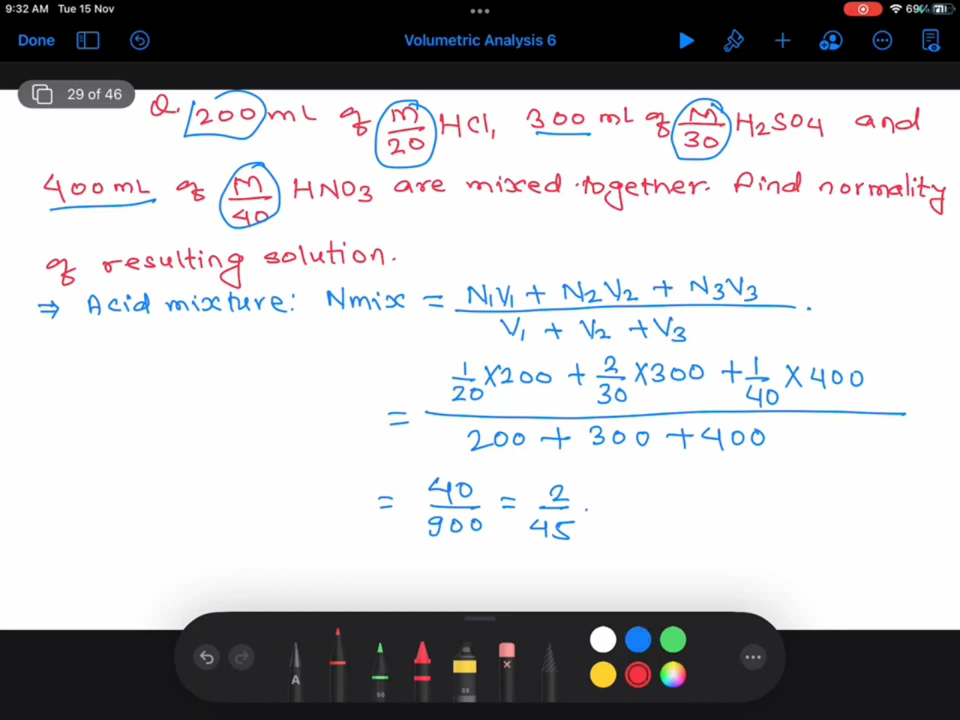 9:32 AM Tue 15 Nov
69%
Done Volumetric Analysis 6
29 of 46
Q. 200 mL of M/20 HCl, 300 mL of M/30 H2SO4 and
400 mL of M/40 HNO3 are mixed together. Find normality
of resulting solution.
⇒ Acid mixture: Nmix = N1V1 + N2V2 + N3V3 / V1 + V2 + V3 .
= 1/20 × 200 + 2/30 × 300 + 1/40 × 400 / 200 + 300 + 400
= 40/900 = 2/45 .
A
50
53